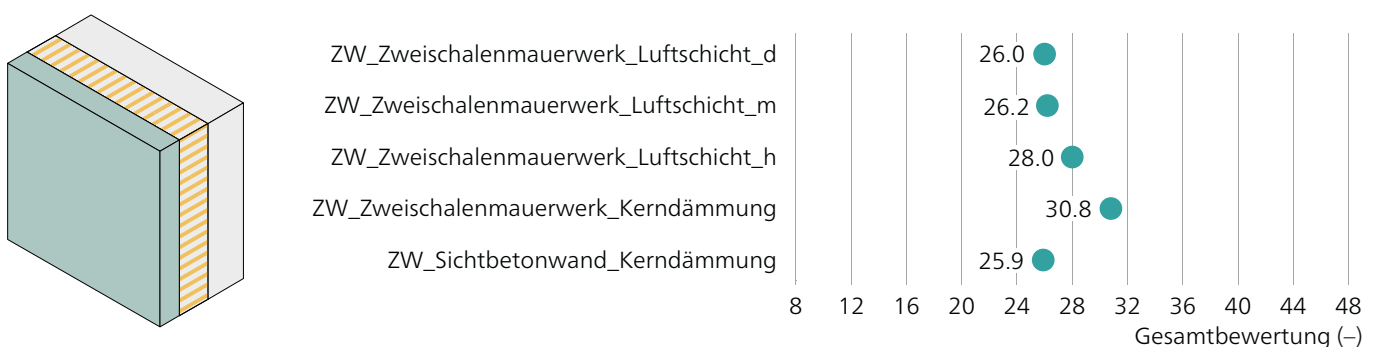 ZW_Zweischalenmauerwerk_Luftschicht_d 26.0
ZW_Zweischalenmauerwerk_Luftschicht_m 26.2
ZW_Zweischalenmauerwerk_Luftschicht_h 28.0
ZW_Zweischalenmauerwerk_Kerndämmung 30.8
ZW_Sichtbetonwand_Kerndämmung 25.9
8 12 16 20 24 28 32 36 40 44 48
Gesamtbewertung (–)